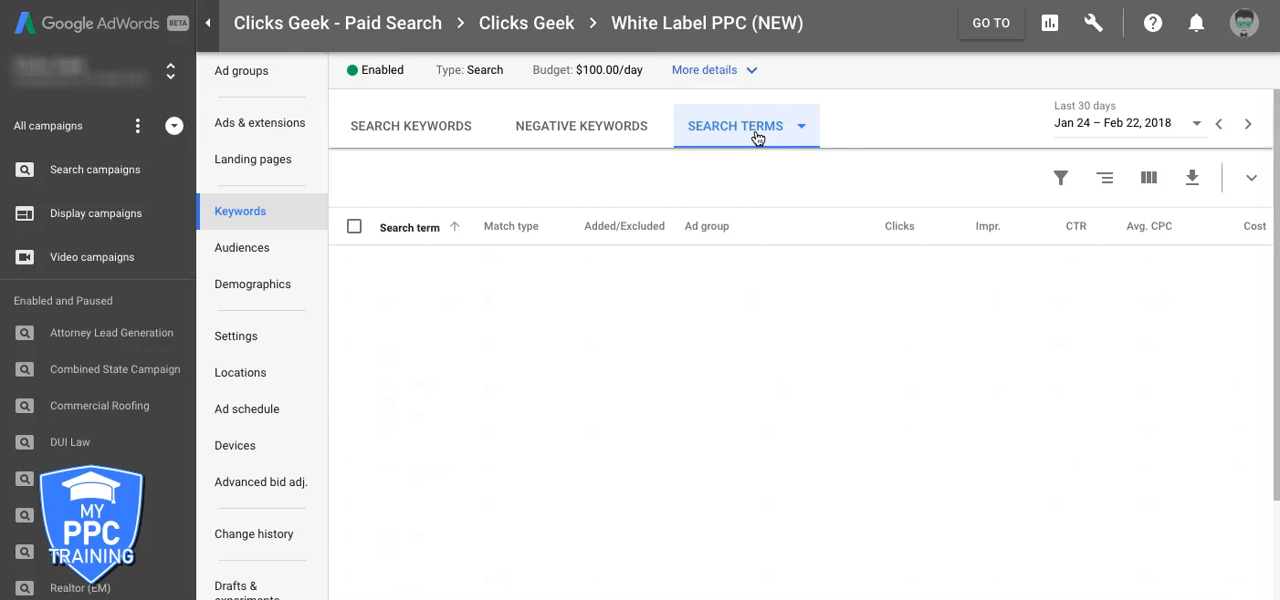 Google AdWords BETA
Clicks Geek - Paid Search > Clicks Geek > White Label PPC (NEW)
GO TO
All campaigns
Search campaigns
Display campaigns
Video campaigns
Enabled and Paused
Attorney Lead Generation
Combined State Campaign
Commercial Roofing
DUI Law
Realtor (EM)
MY
PPC
TRAINING
Ad groups
Ads & extensions
Landing pages
Keywords
Audiences
Demographics
Settings
Locations
Ad schedule
Devices
Advanced bid adj.
Change history
Drafts &
experiments
Enabled
Type: Search
Budget: $100.00/day
More details
SEARCH KEYWORDS
NEGATIVE KEYWORDS
SEARCH TERMS
Last 30 days
Jan 24 – Feb 22, 2018
Search term
Match type
Added/Excluded
Ad group
Clicks
Impr.
CTR
Avg. CPC
Cost